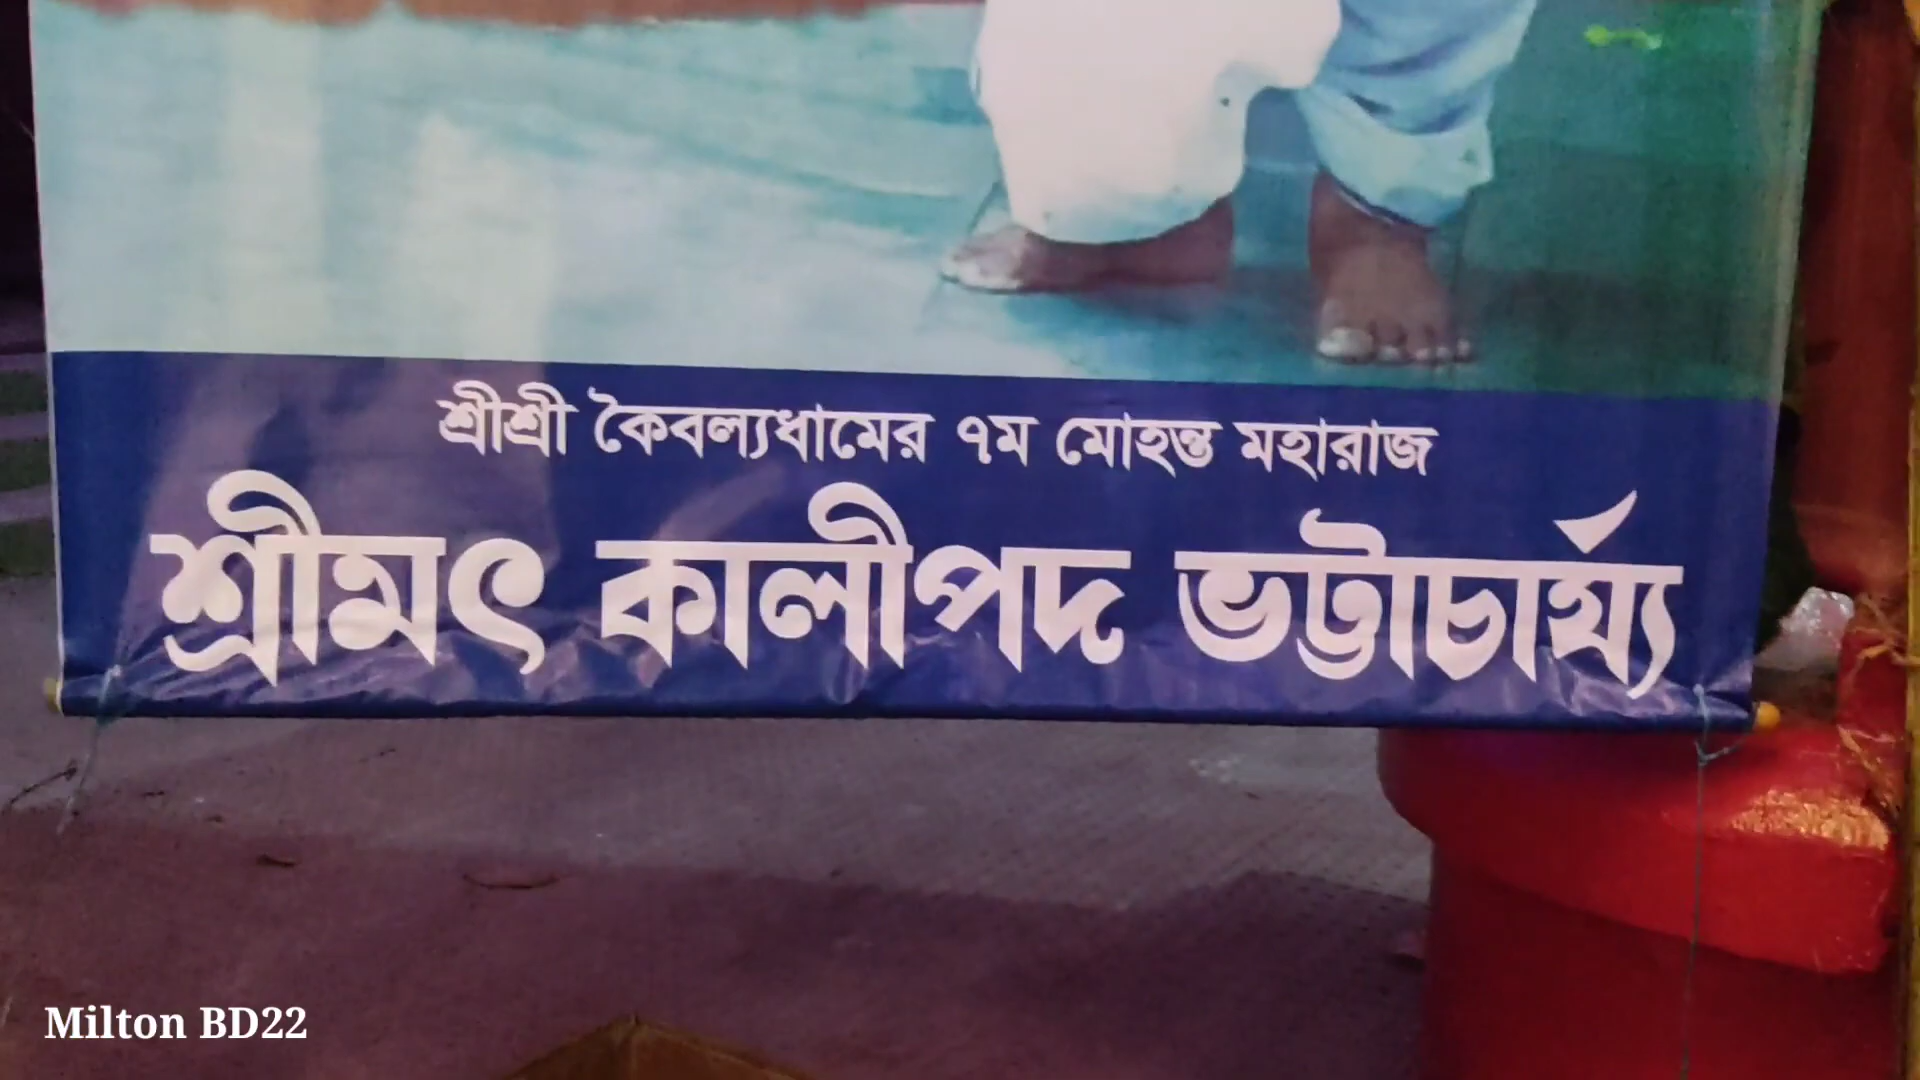 শ্রীশ্রী কৈবল্যধামের ৭ম মোহন্ত মহারাজ
শ্রীমৎ কালীপদ ভট্টাচার্য্য
Milton BD22